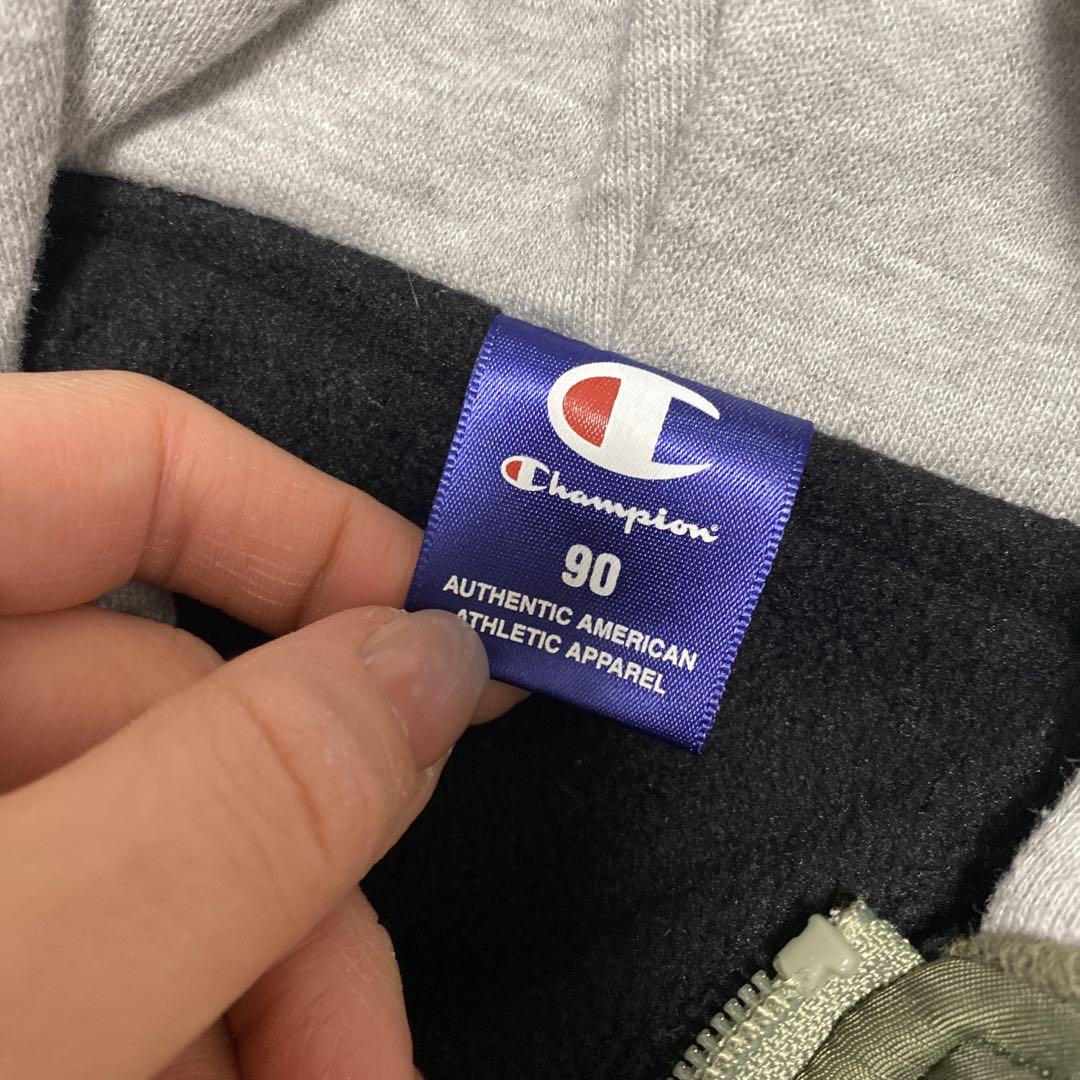 Champion
90
AUTHENTIC AMERICAN
ATHLETIC APPAREL